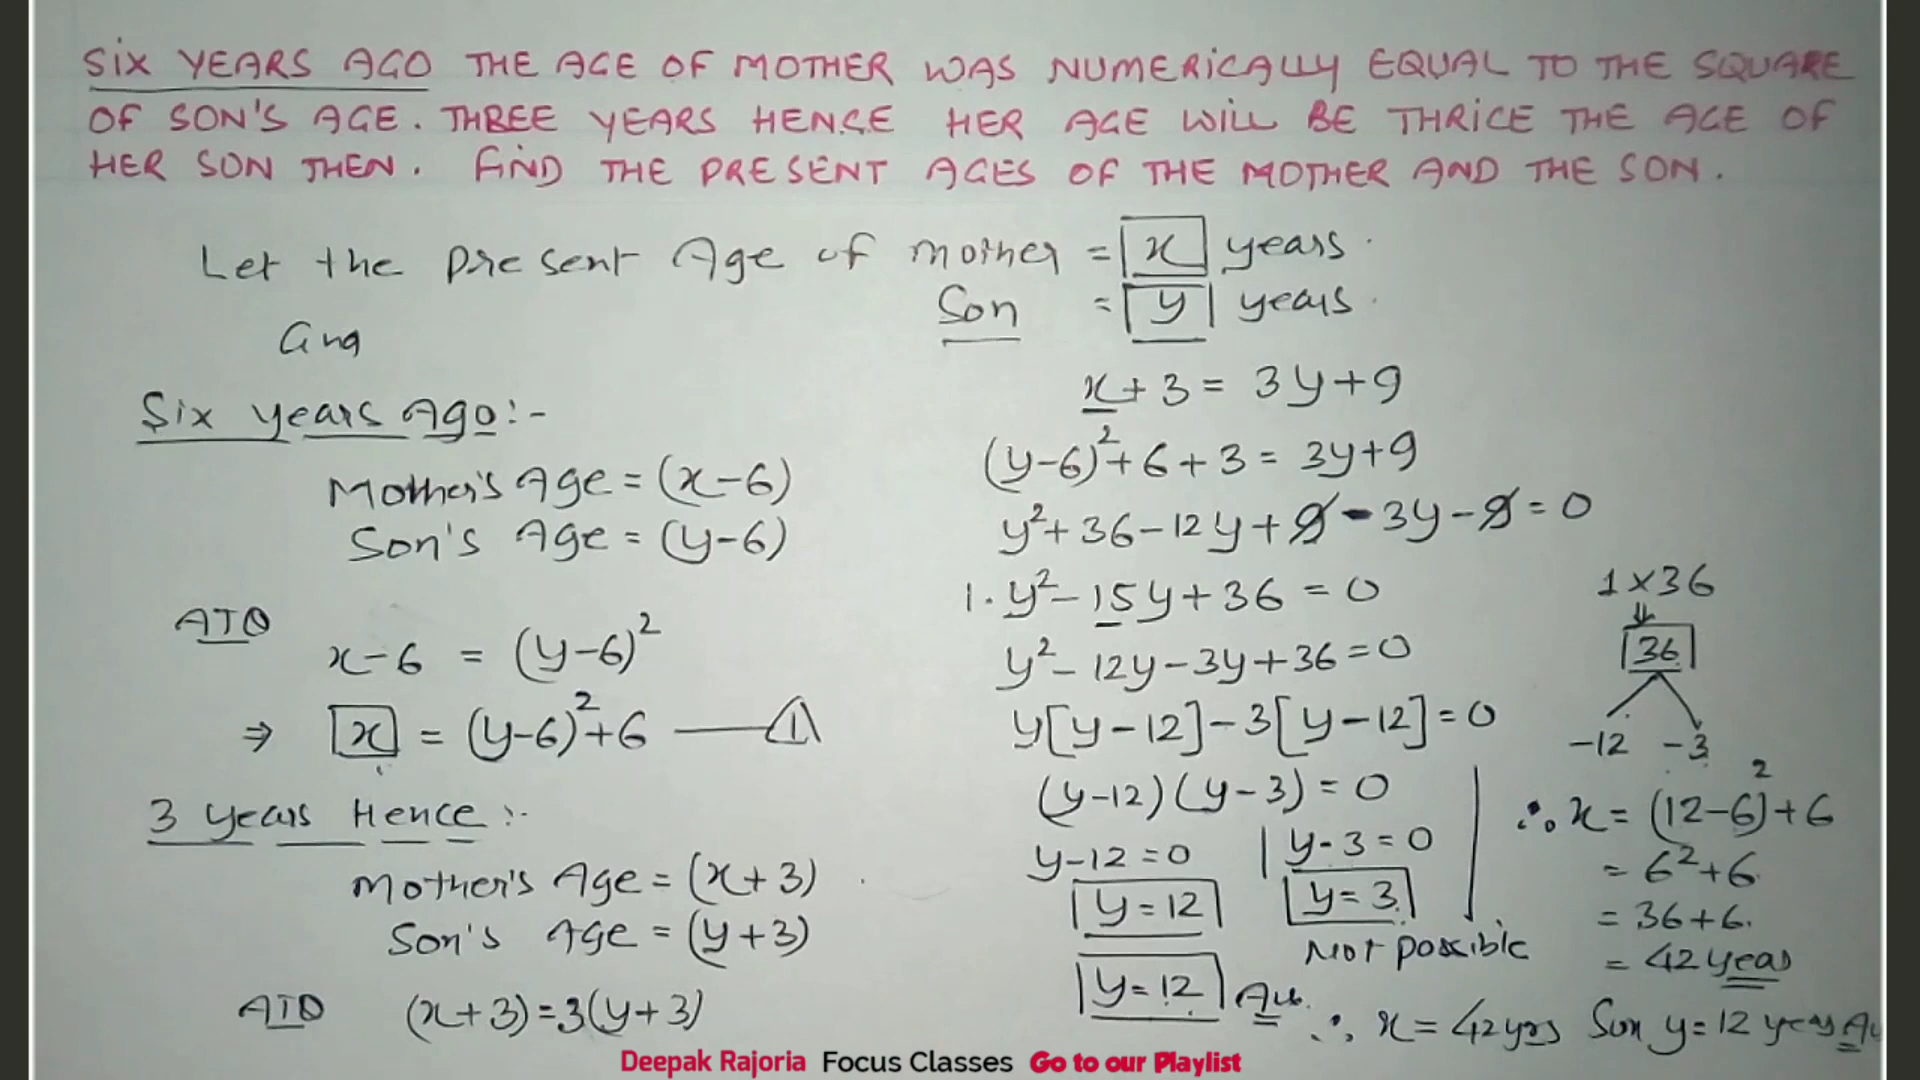 SIX YEARS AGO THE AGE OF MOTHER WAS NUMERICALLY EQUAL TO THE SQUARE
OF SON'S AGE. THREE YEARS HENCE HER AGE WILL BE THRICE THE AGE OF
HER SON THEN. FIND THE PRESENT AGES OF THE MOTHER AND THE SON.
Let the present Age of mother = x years.
and
Son = y years.
Six years Ago:-
Mother's Age = (x-6)
Son's Age = (y-6)
ATQ
x-6 = (y-6)²
⇒ x = (y-6)²+6 — 1
3 years Hence:-
Mother's Age = (x+3)
Son's Age = (y+3)
ATQ (x+3)=3(y+3)
x+3 = 3y+9
(y-6)²+6+3 = 3y+9
y²+36-12y+9-3y-9=0
1.y²-15y+36=0
y²-12y-3y+36=0
y[y-12]-3[y-12]=0
(y-12)(y-3)=0
y-12=0
y=12
y-3=0
y=3
Not possible
y=12 Ans.
1x36
36
-12 -3
∴ x = (12-6)²+6
= 6²+6
= 36+6.
= 42 years
∴ x = 42 yrs Son y=12 years
Deepak Rajoria Focus Classes Go to our Playlist